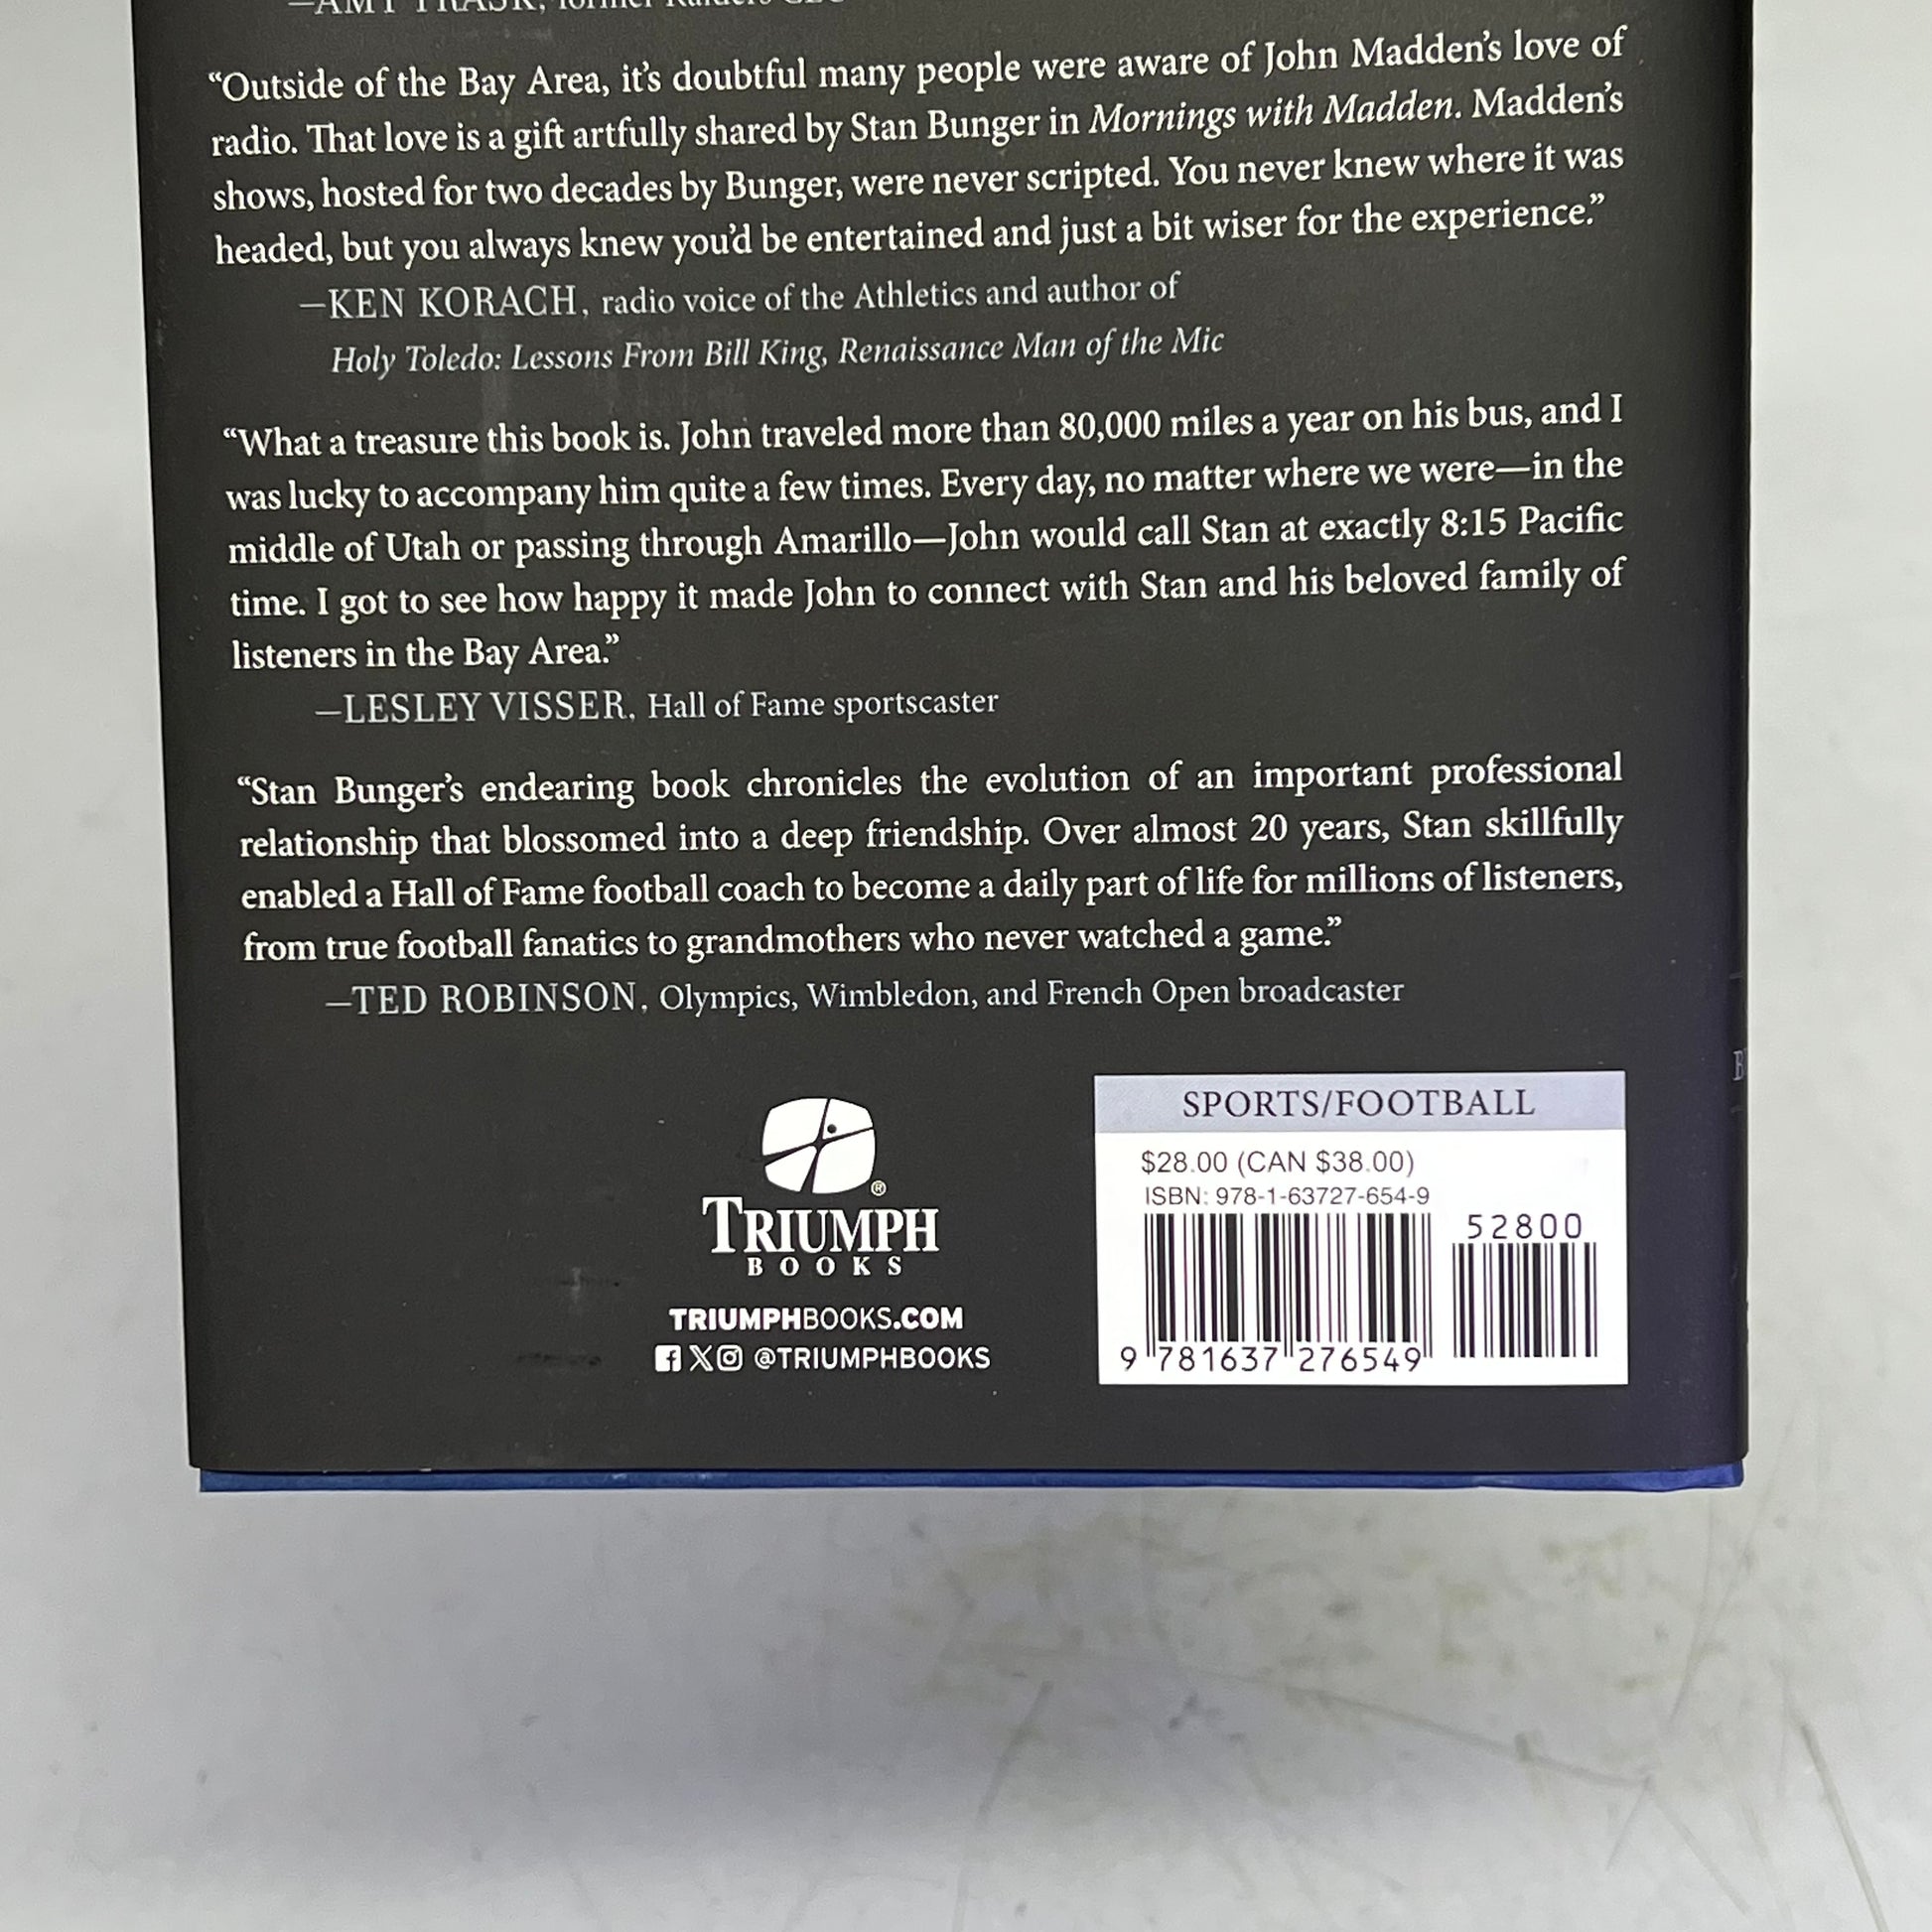 —AMY TRASK, former Raiders CEO
“Outside of the Bay Area, it’s doubtful many people were aware of John Madden’s love of
radio. That love is a gift artfully shared by Stan Bunger in Mornings with Madden. Madden’s
shows, hosted for two decades by Bunger, were never scripted. You never knew where it was
headed, but you always knew you’d be entertained and just a bit wiser for the experience.”
—KEN KORACH, radio voice of the Athletics and author of
Holy Toledo: Lessons From Bill King, Renaissance Man of the Mic
“What a treasure this book is. John traveled more than 80,000 miles a year on his bus, and I
was lucky to accompany him quite a few times. Every day, no matter where we were—in the
middle of Utah or passing through Amarillo—John would call Stan at exactly 8:15 Pacific
time. I got to see how happy it made John to connect with Stan and his beloved family of
listeners in the Bay Area.”
—LESLEY VISSER, Hall of Fame sportscaster
“Stan Bunger’s endearing book chronicles the evolution of an important professional
relationship that blossomed into a deep friendship. Over almost 20 years, Stan skillfully
enabled a Hall of Fame football coach to become a daily part of life for millions of listeners,
from true football fanatics to grandmothers who never watched a game.”
—TED ROBINSON, Olympics, Wimbledon, and French Open broadcaster
®
TRIUMPH
BOOKS
TRIUMPHBOOKS.COM
@TRIUMPHBOOKS
SPORTS/FOOTBALL
$28.00 (CAN $38.00)
ISBN: 978-1-63727-654-9
52800
9 781637 276549